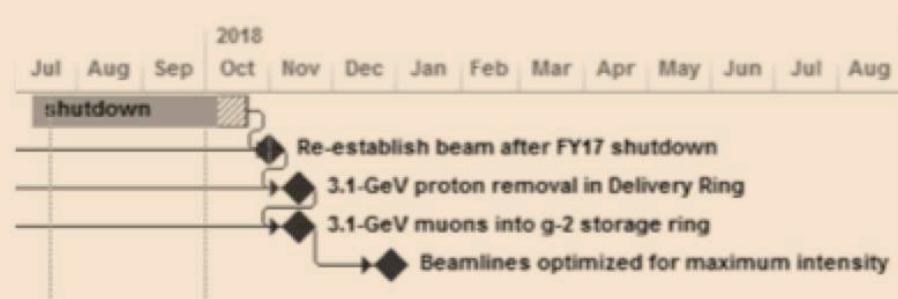 2018
Jul Aug Sep Oct Nov Dec Jan Feb Mar Apr May Jun Jul Aug
shutdown
Re-establish beam after FY17 shutdown
3.1-GeV proton removal in Delivery Ring
3.1-GeV muons into g-2 storage ring
Beamlines optimized for maximum intensity